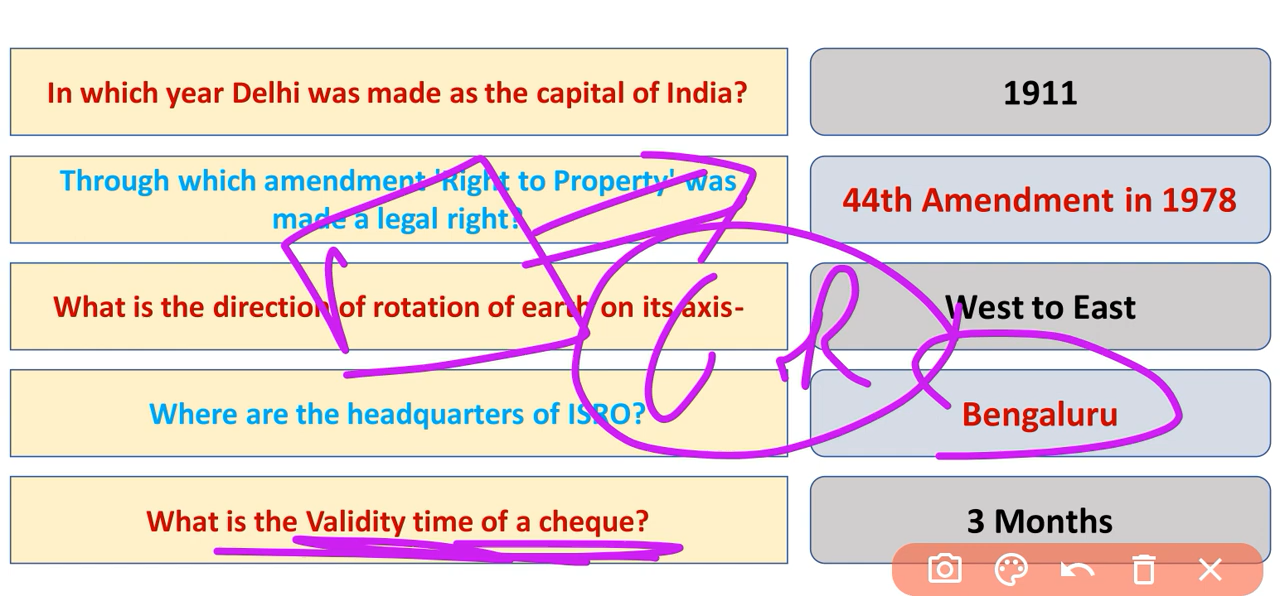 In which year Delhi was made as the capital of India?
1911
Through which amendment 'Right to Property' was
made a legal right?
44th Amendment in 1978
What is the direction of rotation of earth on its axis-
West to East
Where are the headquarters of ISRO?
Bengaluru
What is the Validity time of a cheque?
3 Months